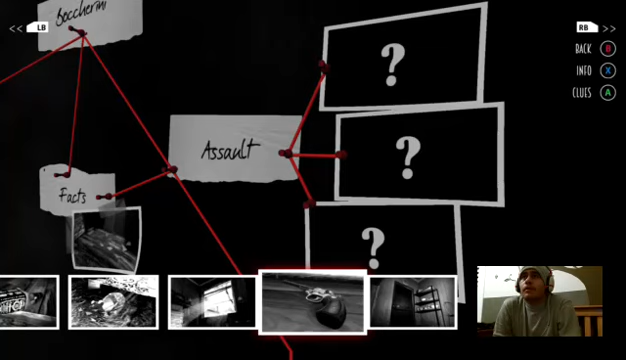 Boccherini
<< LB
RB >>
BACK B
INFO X
CLUES A
?
Assault
?
Facts
?